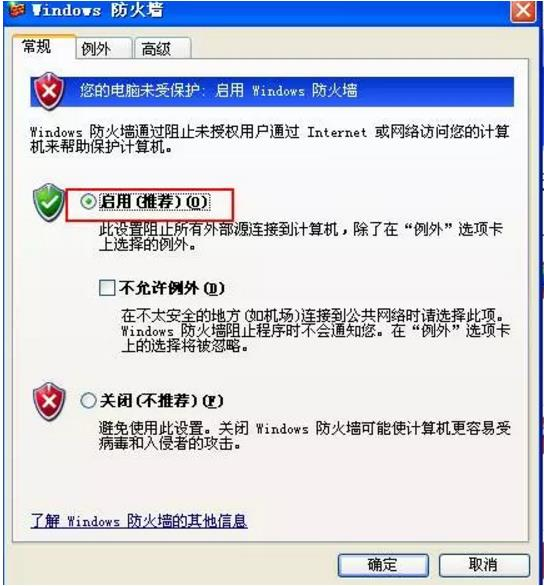 Windows 防火墙
常规 例外 高级
您的电脑未受保护: 启用 Windows 防火墙
Windows 防火墙通过阻止未授权用户通过 Internet 或网络访问您的计算
机来帮助保护计算机。
启用(推荐)(O)
此设置阻止所有外部源连接到计算机，除了在“例外”选项卡
上选择的例外。
不允许例外(D)
在不太安全的地方(如机场)连接到公共网络时请选择此项。
Windows 防火墙阻止程序时不会通知您。在“例外”选项卡
上的选择将被忽略。
关闭(不推荐)(F)
避免使用此设置。关闭 Windows 防火墙可能使计算机更容易受
病毒和入侵者的攻击。
了解 Windows 防火墙的其他信息
确定 取消